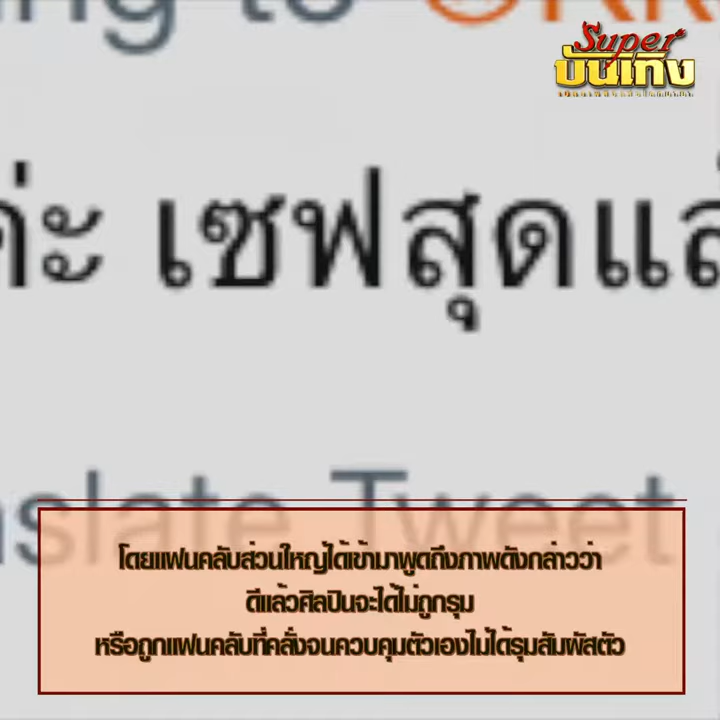 ing to
Super
บันเทิง
ค่ะ เซฟสุดแล้
nslate Tweet
โดยแฟนคลับส่วนใหญ่ได้เข้ามาพูดถึงภาพดังกล่าวว่า
ดีแล้วศิลปินจะได้ไม่ถูกรุม
หรือถูกแฟนคลับที่คลั่งจนควบคุมตัวเองไม่ได้รุมสัมผัสตัว